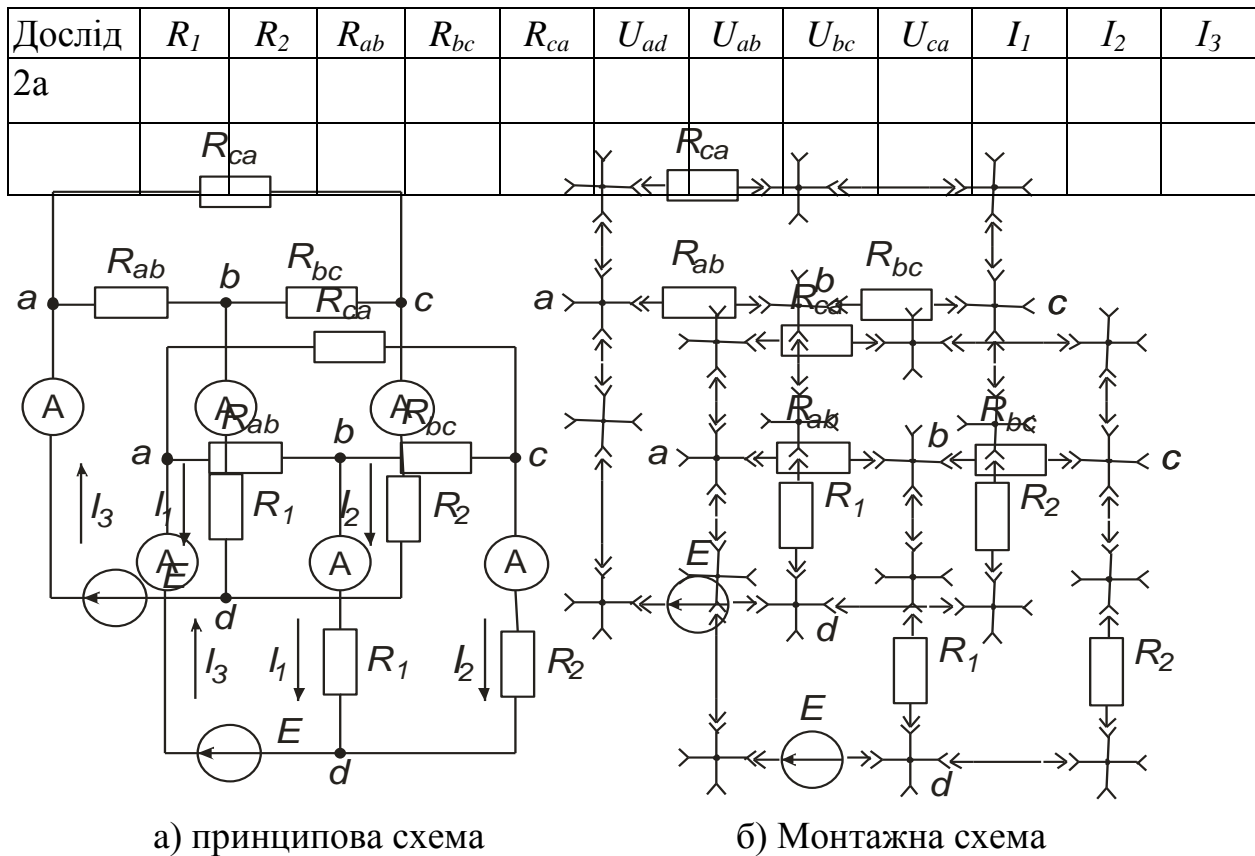 Дослід R1 R2 Rab Rbc Rca Uad Uab Ubc Uca I1 I2 I3
2а
Rca Rca
Rab b Rbc Rab b Rbc
a c a c
Rca Rca
A A A
Rab b Rbc Rab b Rbc
a c a c
I3 I1 R1 I2 R2 R1 R2
A A A
E E
d d
I3 I1 R1 I2 R2 R1 R2
E E
d d
а) принципова схема б) Монтажна схема